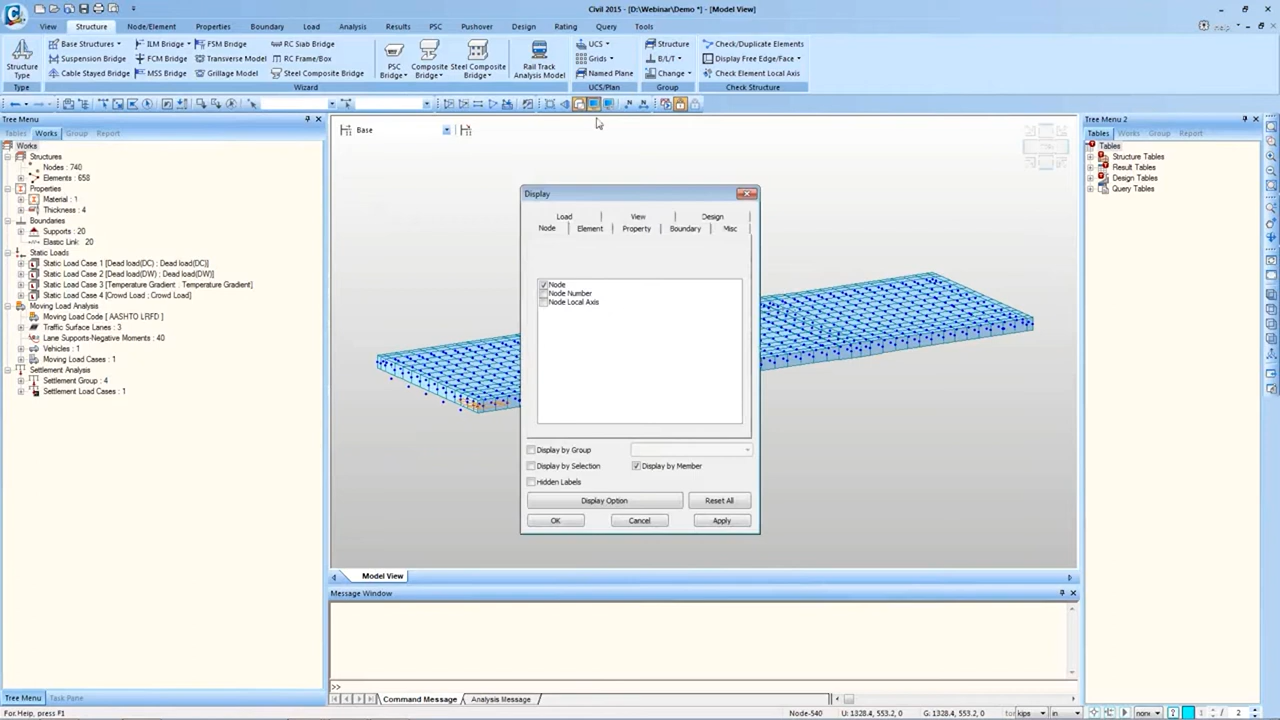 Civil 2015 - [D:\Webinar\Demo *] - [Model View]
View Structure Node/Element Properties Boundary Load Analysis Results PSC Pushover Design Rating Query Tools
Help
Structure Type
Type
Base Structures
Suspension Bridge
Cable Stayed Bridge
ILM Bridge
FCM Bridge
MSS Bridge
FSM Bridge
Transverse Model
Grillage Model
RC Slab Bridge
RC Frame/Box
Steel Composite Bridge
Wizard
PSC Bridge
Composite Bridge
Steel Composite Bridge
Rail Track Analysis Model
UCS
Grids
Named Plane
UCS/Plan
Structure
B/L/T
Change
Group
Check/Duplicate Elements
Display Free Edge/Face
Check Element Local Axis
Check Structure
Tree Menu
Tables Works Group Report
Works
Structures
Nodes : 740
Elements : 658
Properties
Material : 1
Thickness : 4
Boundaries
Supports : 20
Elastic Link : 20
Static Loads
Static Load Case 1 [Dead load(DC) ; Dead load(DC)]
Static Load Case 2 [Dead load(DW) ; Dead load(DW)]
Static Load Case 3 [Temperature Gradient . Temperature Gradient]
Static Load Case 4 [Crowd Load ; Crowd Load]
Moving Load Analysis
Moving Load Code [ AASHTO LRFD ]
Traffic Surface Lanes : 3
Lane Supports-Negative Moments : 40
Vehicles : 1
Moving Load Cases : 1
Settlement Analysis
Settlement Group : 4
Settlement Load Cases : 1
Tree Menu Task Pane
Base
Display
Load View Design
Node Element Property Boundary Misc
Node
Node Number
Node Local Axis
Display by Group
Display by Selection Display by Member
Hidden Labels
Display Option Reset All
OK Cancel Apply
Model View
Message Window
>>
Command Message Analysis Message
Tree Menu 2
Tables Works Group Report
Tables
Structure Tables
Result Tables
Design Tables
Query Tables
For Help, press F1
Node-540 U: 1328.4, 553.2, 0 G: 1328.4, 553.2, 0 kips in none / 2